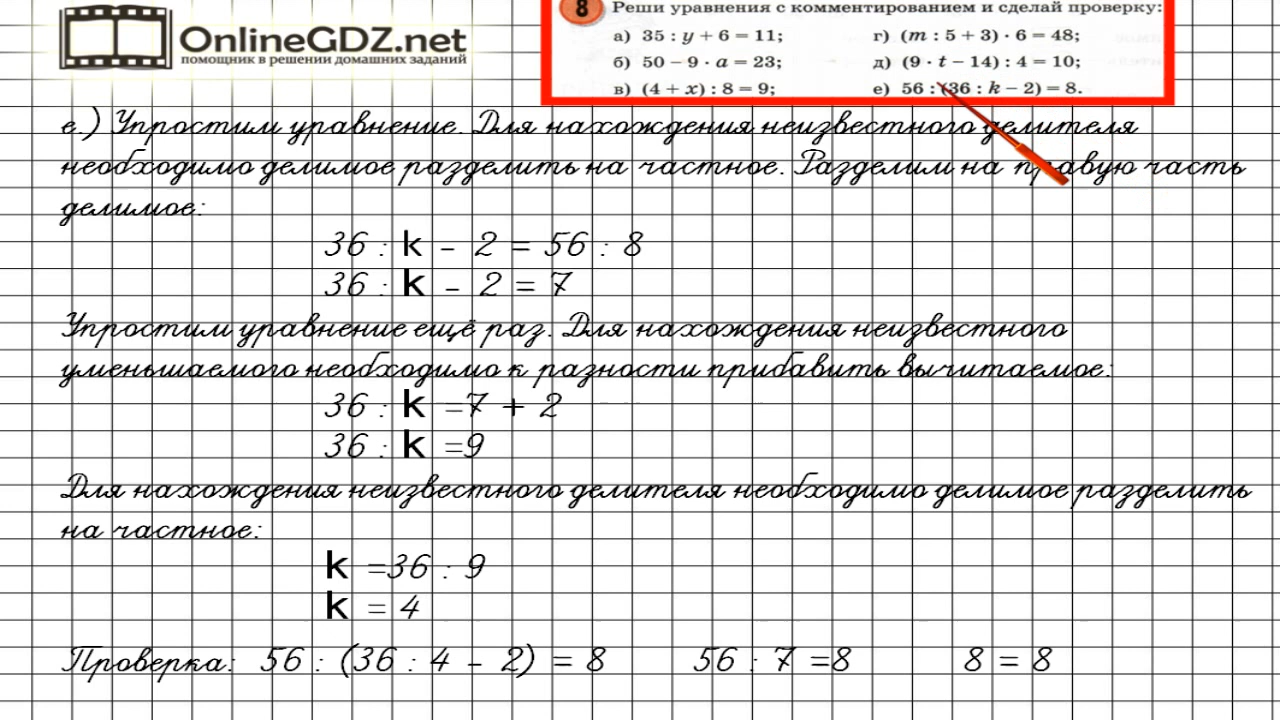 OnlineGDZ.net
помощник в решении домашних заданий
8 Реши уравнения с комментированием и сделай проверку:
а) 35 : y + 6 = 11;
б) 50 – 9 · a = 23;
в) (4 + x) : 8 = 9;
г) (m : 5 + 3) · 6 = 48;
д) (9 · t – 14) : 4 = 10;
е) 56 : (36 : k – 2) = 8.
е.) Упростим уравнение. Для нахождения неизвестного делителя
необходимо делимое разделить на частное. Разделим на правую часть
делимое:
36 : k – 2 = 56 : 8
36 : k – 2 = 7
Упростим уравнение ещё раз. Для нахождения неизвестного
уменьшаемого необходимо к разности прибавить вычитаемое:
36 : k =7 + 2
36 : k =9
Для нахождения неизвестного делителя необходимо делимое разделить
на частное:
k =36 : 9
k = 4
Проверка: 56 : (36 : 4 – 2) = 8 56 : 7 =8 8 = 8